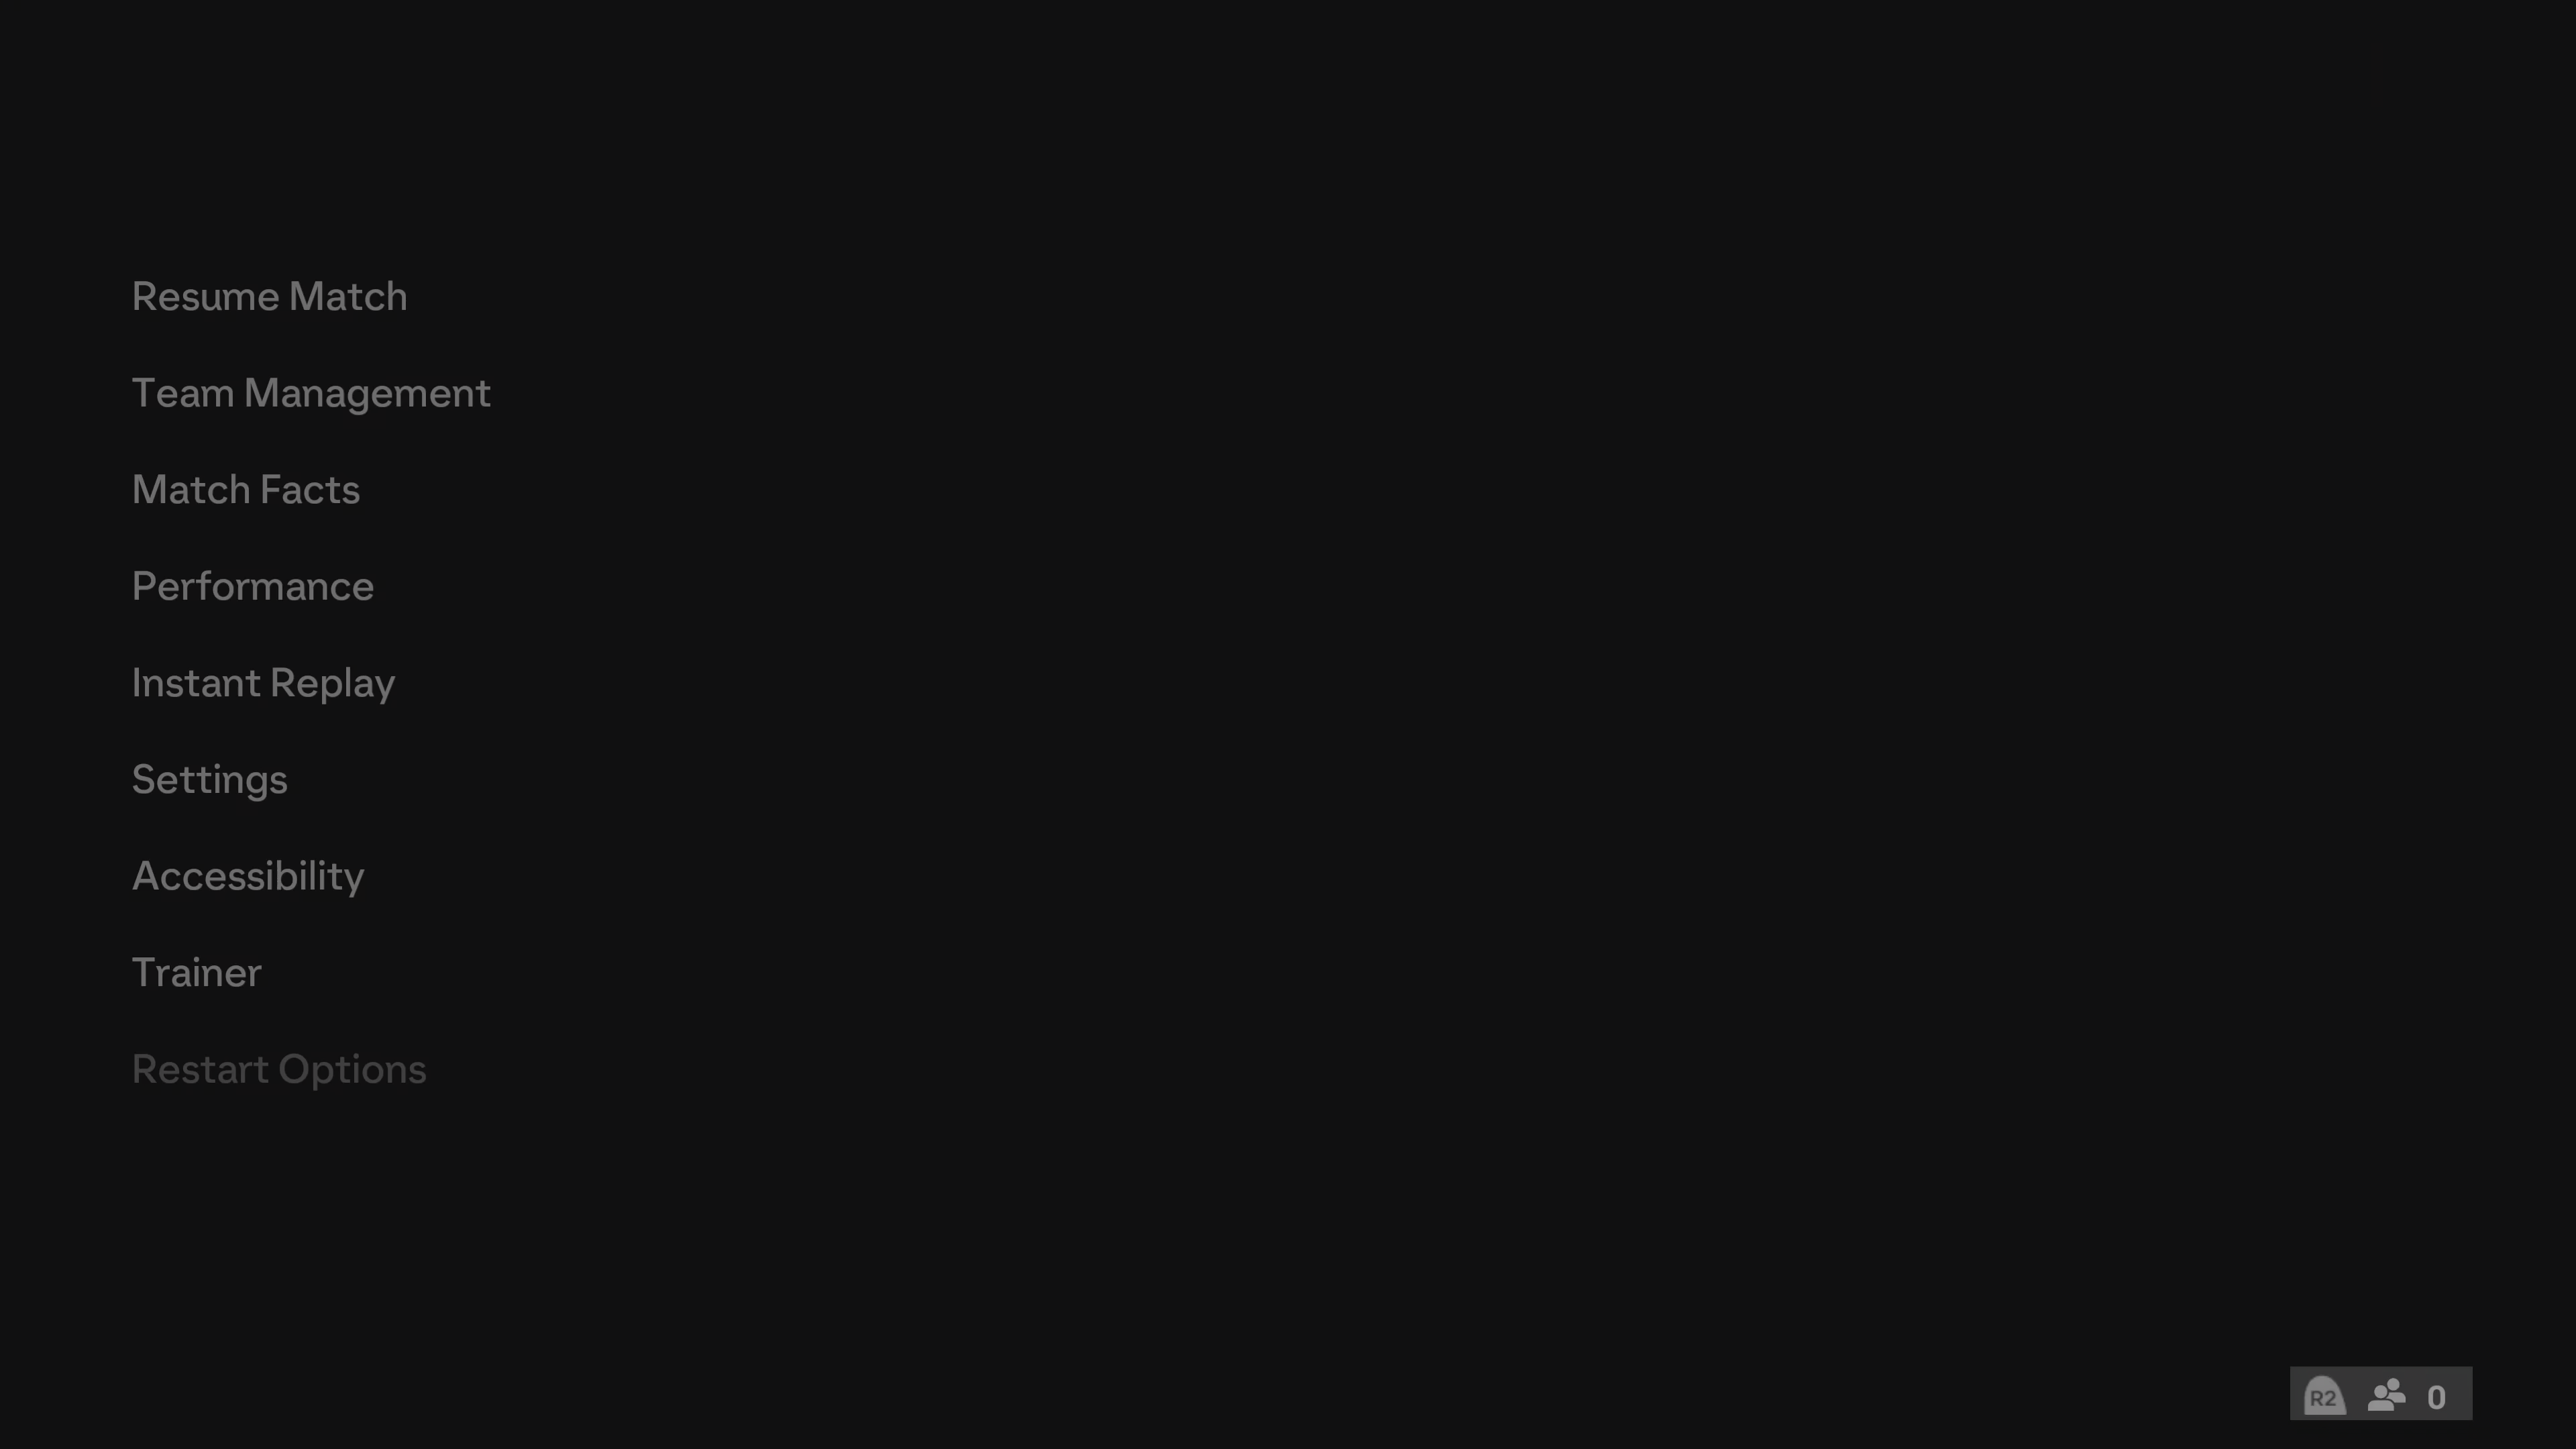 Resume Match
Team Management
Match Facts
Performance
Instant Replay
Settings
Accessibility
Trainer
Restart Options
R2 0